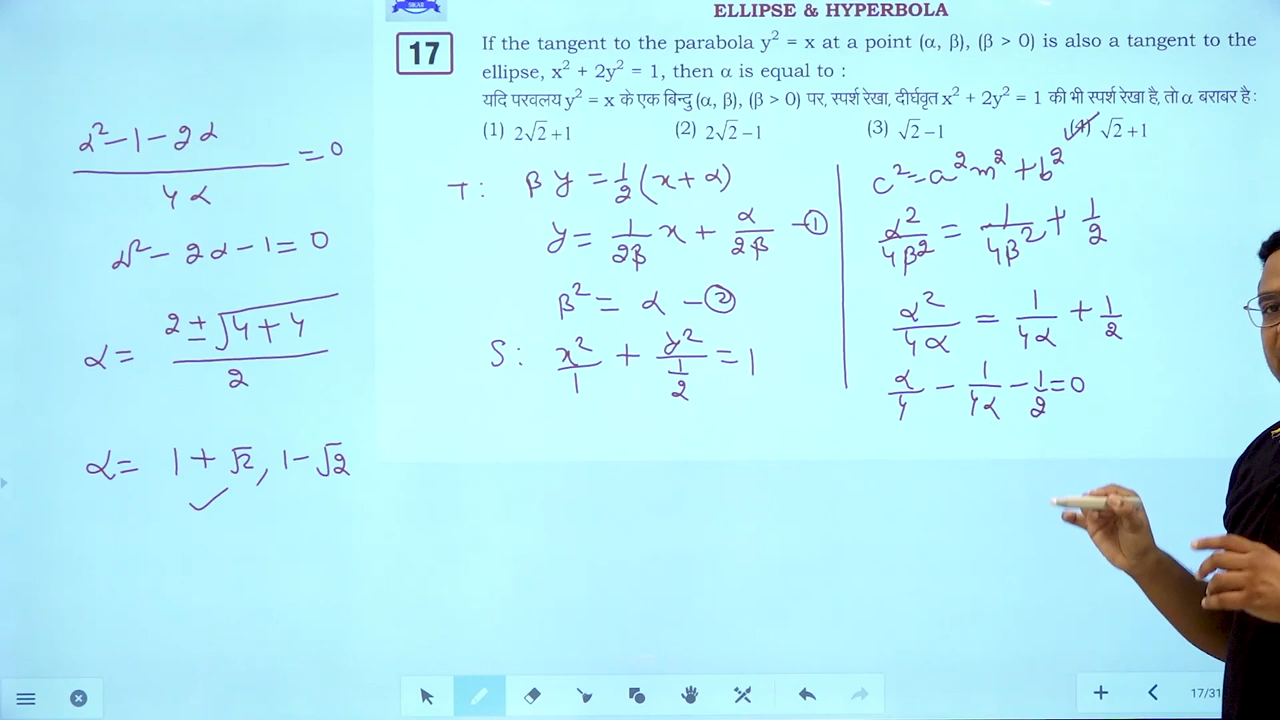 ELLIPSE & HYPERBOLA
17
If the tangent to the parabola y² = x at a point (α, β), (β > 0) is also a tangent to the
ellipse, x² + 2y² = 1, then α is equal to :
यदि परवलय y² = x के एक बिन्दु (α, β), (β > 0) पर, स्पर्श रेखा, दीर्घवृत x² + 2y² = 1 की भी स्पर्श रेखा है, तो α बराबर है :
(1) 2√2+1 (2) 2√2−1 (3) √2−1 (4) √2+1
T: βy = 1/2 (x+α)
y = 1/2β x + α/2β —①
β² = α —②
S: x²/1 + y²/(1/2) = 1
c² = a²m² + b²
α²/4β² = 1/4β² + 1/2
α²/4α = 1/4α + 1/2
α/4 − 1/4α − 1/2 = 0
(α²−1−2α)/4α = 0
α² − 2α − 1 = 0
α = (2 ± √(4+4))/2
α = 1+√2, 1−√2
17/31